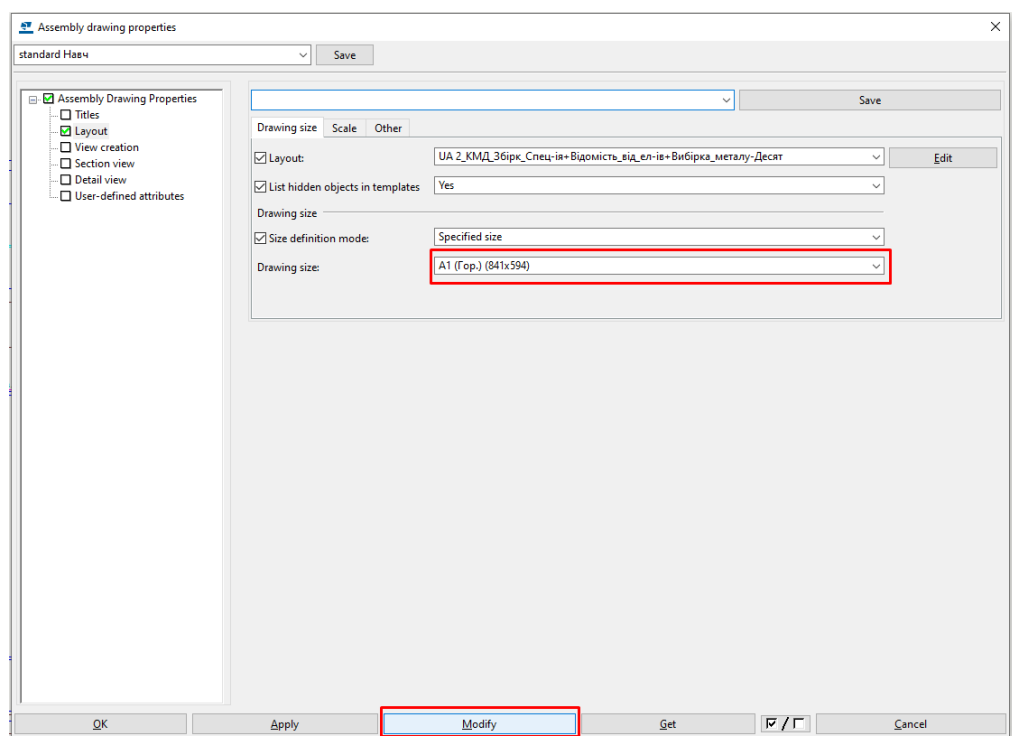 Assembly drawing properties
standard Навч
Save
Assembly Drawing Properties
Titles
Layout
View creation
Section view
Detail view
User-defined attributes
Save
Drawing size Scale Other
Layout: UA 2_КМД_Збірк_Спец-ія+Відомість_від_ел-ів+Вибірка_металу-Десят Edit
List hidden objects in templates Yes
Drawing size
Size definition mode: Specified size
Drawing size: A1 (Гор.) (841x594)
OK Apply Modify Get Cancel